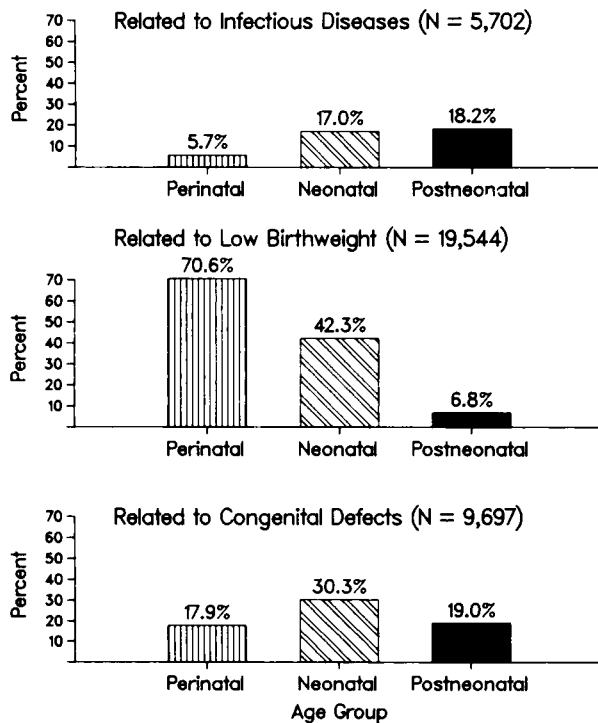 Related to Infectious Diseases (N = 5,702)
Percent
70
60
50
40
30
20
10
5.7%
17.0%
18.2%
Perinatal
Neonatal
Postneonatal
Related to Low Birthweight (N = 19,544)
Percent
70
60
50
40
30
20
10
70.6%
42.3%
6.8%
Perinatal
Neonatal
Postneonatal
Related to Congenital Defects (N = 9,697)
Percent
70
60
50
40
30
20
10
17.9%
30.3%
19.0%
Perinatal
Neonatal
Postneonatal
Age Group